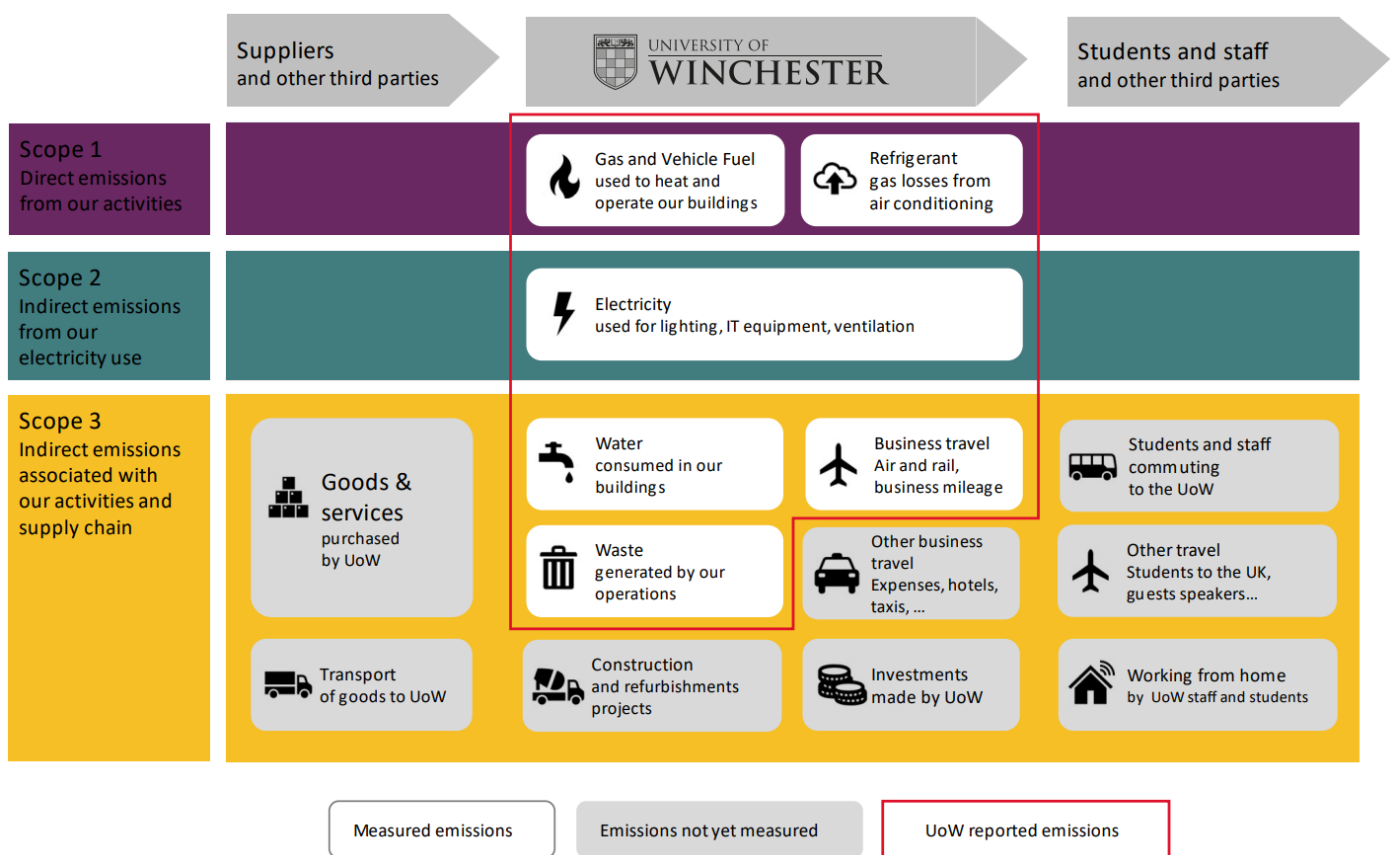 Suppliers
and other third parties
UNIVERSITY OF
WINCHESTER
Students and staff
and other third parties
Scope 1
Direct emissions
from our activities
Gas and Vehicle Fuel
used to heat and
operate our buildings
Refrigerant
gas losses from
air conditioning
Scope 2
Indirect emissions
from our
electricity use
Electricity
used for lighting, IT equipment, ventilation
Scope 3
Indirect emissions
associated with
our activities and
supply chain
Goods &
services
purchased
by UoW
Water
consumed in our
buildings
Business travel
Air and rail,
business mileage
Students and staff
commuting
to the UoW
Waste
generated by our
operations
Other business
travel
Expenses, hotels,
taxis, ...
Other travel
Students to the UK,
guests speakers...
Transport
of goods to UoW
Construction
and refurbishments
projects
Investments
made by UoW
Working from home
by UoW staff and students
Measured emissions
Emissions not yet measured
UoW reported emissions